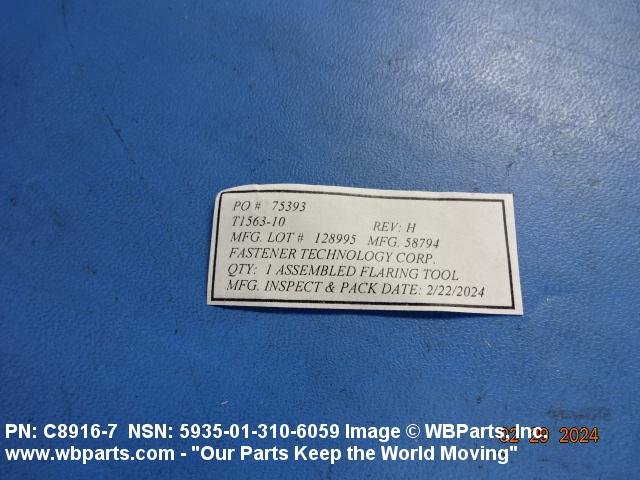 PO # 75393
T1563-10 REV: H
MFG. LOT # 128995 MFG. 58794
FASTENER TECHNOLOGY CORP.
QTY: 1 ASSEMBLED FLARING TOOL
MFG. INSPECT & PACK DATE: 2/22/2024
PN: C8916-7 NSN: 5935-01-310-6059 Image © WBParts, Inc.
02 29 2024
www.wbparts.com - "Our Parts Keep the World Moving"